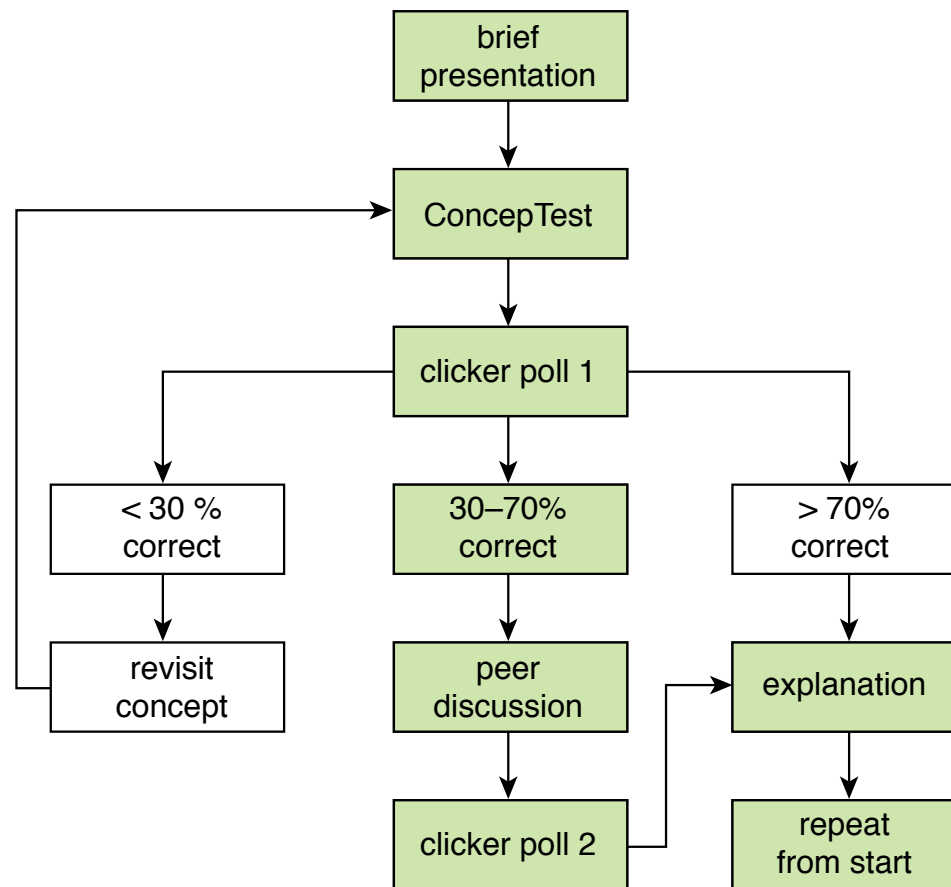 brief
presentation
ConcepTest
clicker poll 1
< 30 %
correct
30–70%
correct
> 70%
correct
revisit
concept
peer
discussion
explanation
clicker poll 2
repeat
from start